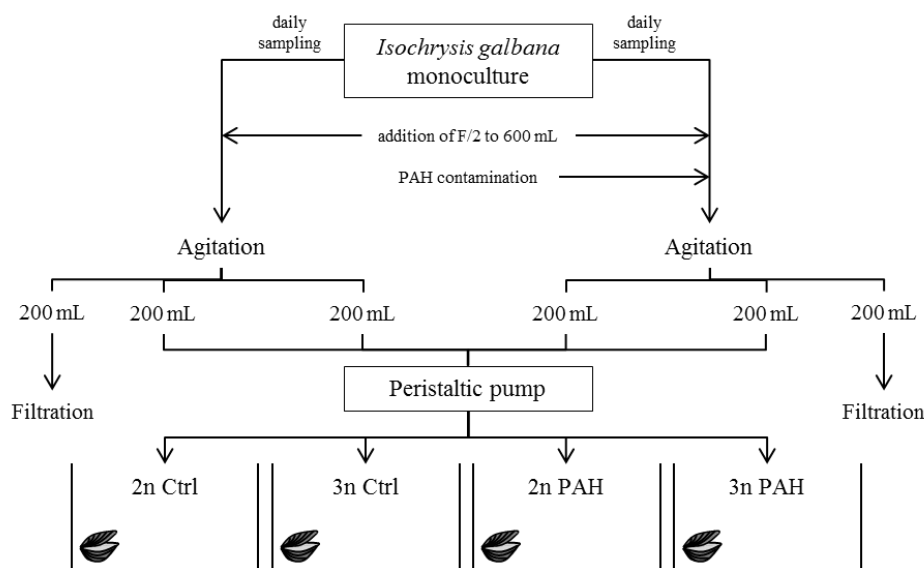 daily
sampling
daily
sampling
Isochrysis galbana
monoculture
addition of F/2 to 600 mL
PAH contamination
Agitation
Agitation
200 mL
200 mL
200 mL
200 mL
200 mL
200 mL
Peristaltic pump
Filtration
Filtration
2n Ctrl
3n Ctrl
2n PAH
3n PAH